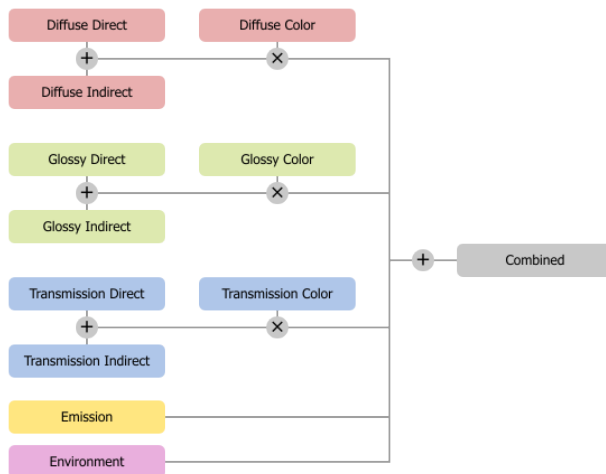 Diffuse Direct
Diffuse Color
+
×
Diffuse Indirect
Glossy Direct
Glossy Color
+
×
Glossy Indirect
+
Combined
Transmission Direct
Transmission Color
+
×
Transmission Indirect
Emission
Environment